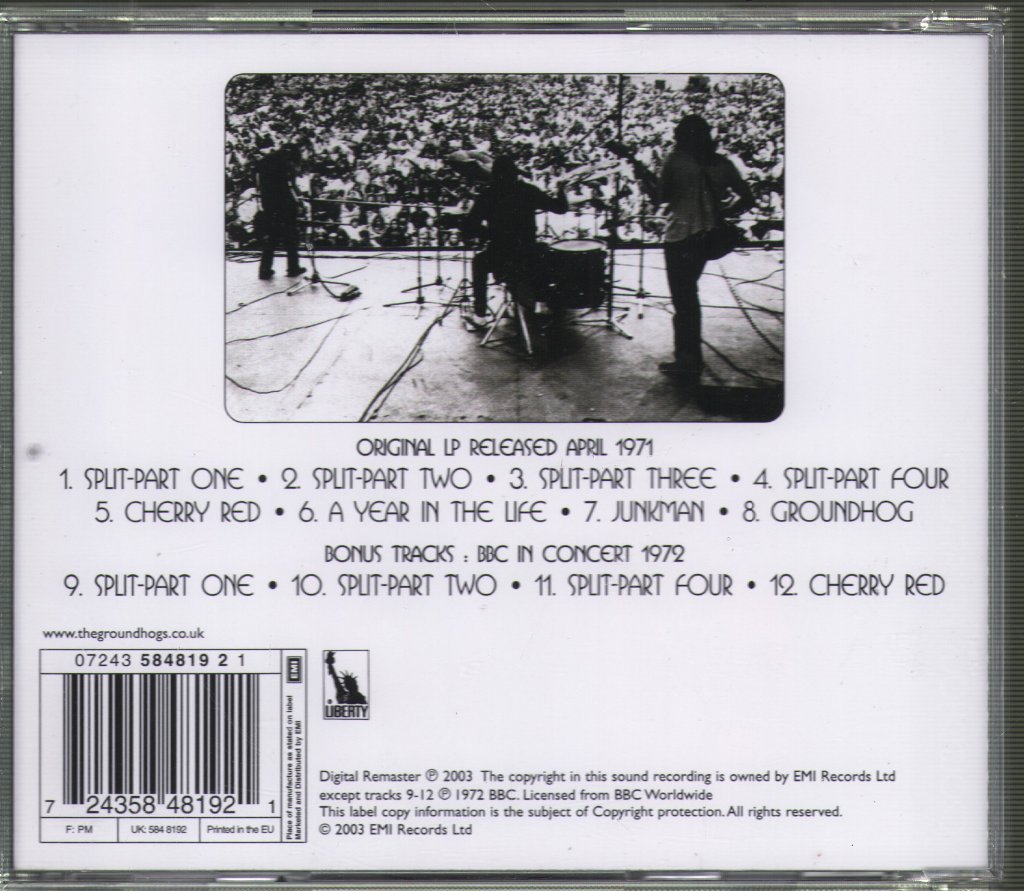 ORIGINAL LP RELEASED APRIL 1971
1. SPLIT-PART ONE • 2. SPLIT-PART TWO • 3. SPLIT-PART THREE • 4. SPLIT-PART FOUR
5. CHERRY RED • 6. A YEAR IN THE LIFE • 7. JUNKMAN • 8. GROUNDHOG
BONUS TRACKS : BBC IN CONCERT 1972
9. SPLIT-PART ONE • 10. SPLIT-PART TWO • 11. SPLIT-PART FOUR • 12. CHERRY RED
www.thegroundhogs.co.uk
07243 584819 2 1
EMI
Place of manufacture as stated on label
Marketed and Distributed by EMI
7 24358 48192 1
F: PM UK: 584 8192 Printed in the EU
LIBERTY
Digital Remaster ℗ 2003 The copyright in this sound recording is owned by EMI Records Ltd
except tracks 9-12 ℗ 1972 BBC. Licensed from BBC Worldwide
This label copy information is the subject of Copyright protection. All rights reserved.
© 2003 EMI Records Ltd